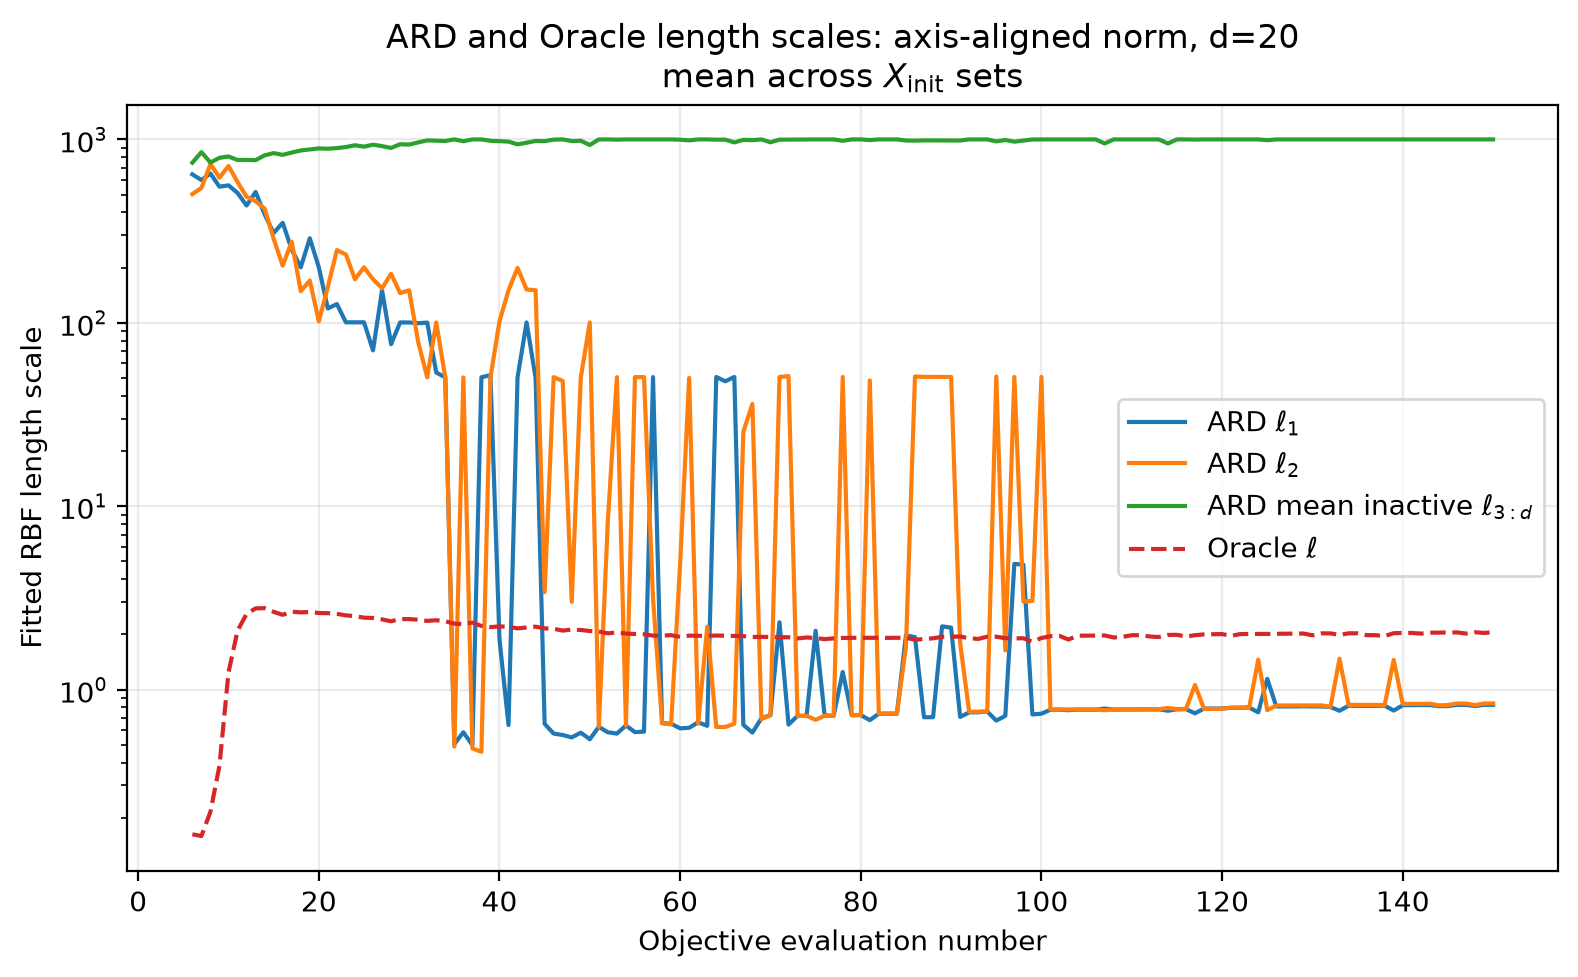 ARD and Oracle length scales: axis-aligned norm, d=20
mean across X_init sets
Fitted RBF length scale
10³
10²
10¹
10⁰
ARD ℓ₁
ARD ℓ₂
ARD mean inactive ℓ_3:d
Oracle ℓ
0 20 40 60 80 100 120 140
Objective evaluation number